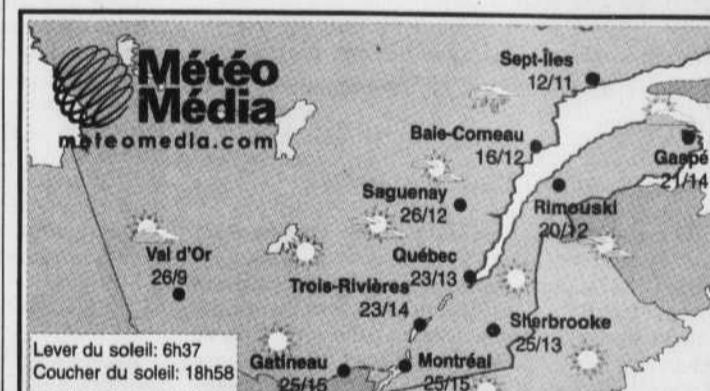 Météo
Média
meteomedia.com
Sept-Îles
12/11
Baie-Comeau
16/12
Gaspé
21/14
Saguenay
26/12
Rimouski
20/12
Val d'Or
26/9
Québec
23/13
Trois-Rivières
23/14
Sherbrooke
25/13
Lever du soleil: 6h37
Coucher du soleil: 18h58
Gatineau
25/15
Montréal
25/15